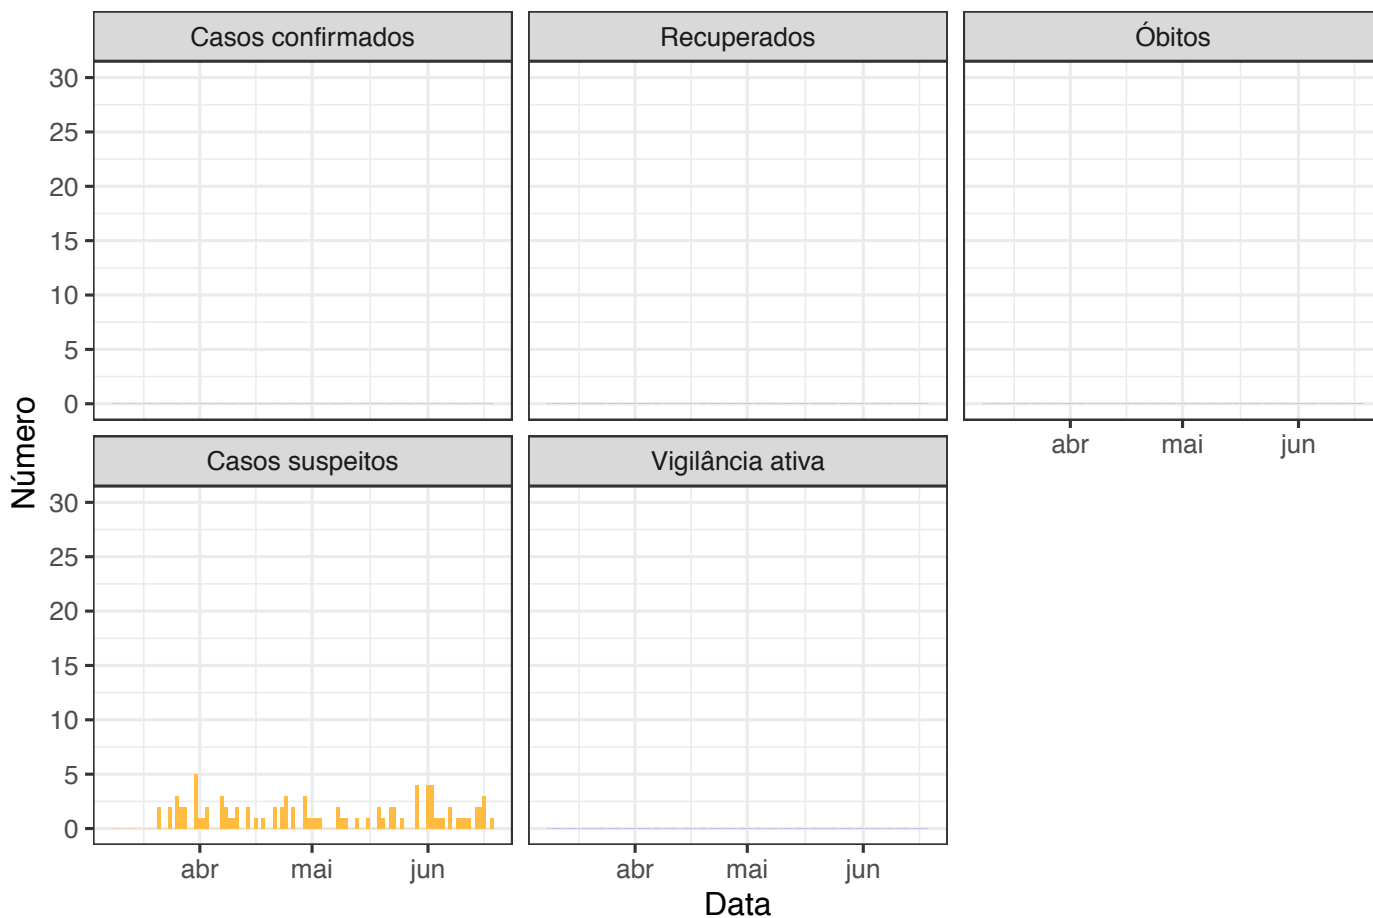 Casos confirmados
Recuperados
Óbitos
30
25
20
15
10
5
0
abr mai jun
Casos suspeitos
Vigilância ativa
30
25
20
15
10
5
0
abr mai jun
abr mai jun
Número
Data